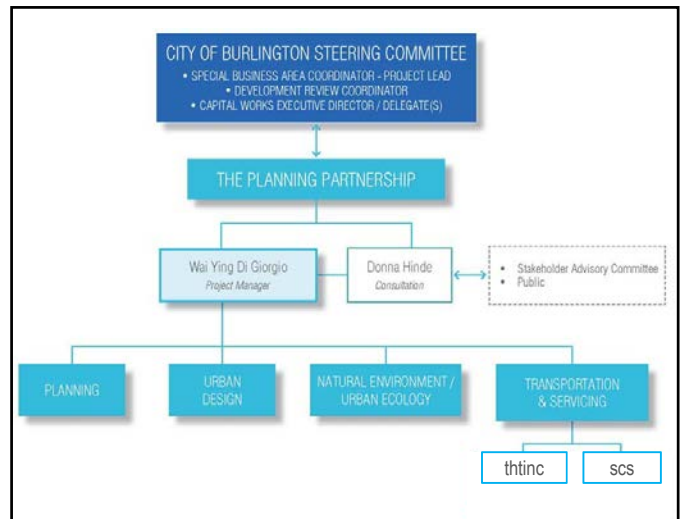 CITY OF BURLINGTON STEERING COMMITTEE
• SPECIAL BUSINESS AREA COORDINATOR - PROJECT LEAD
• DEVELOPMENT REVIEW COORDINATOR
• CAPITAL WORKS EXECUTIVE DIRECTOR / DELEGATE(S)
THE PLANNING PARTNERSHIP
Wai Ying Di Giorgio
Project Manager
Donna Hinde
Consultation
• Stakeholder Advisory Committee
• Public
PLANNING
URBAN
DESIGN
NATURAL ENVIRONMENT /
URBAN ECOLOGY
TRANSPORTATION
& SERVICING
thtinc
scs